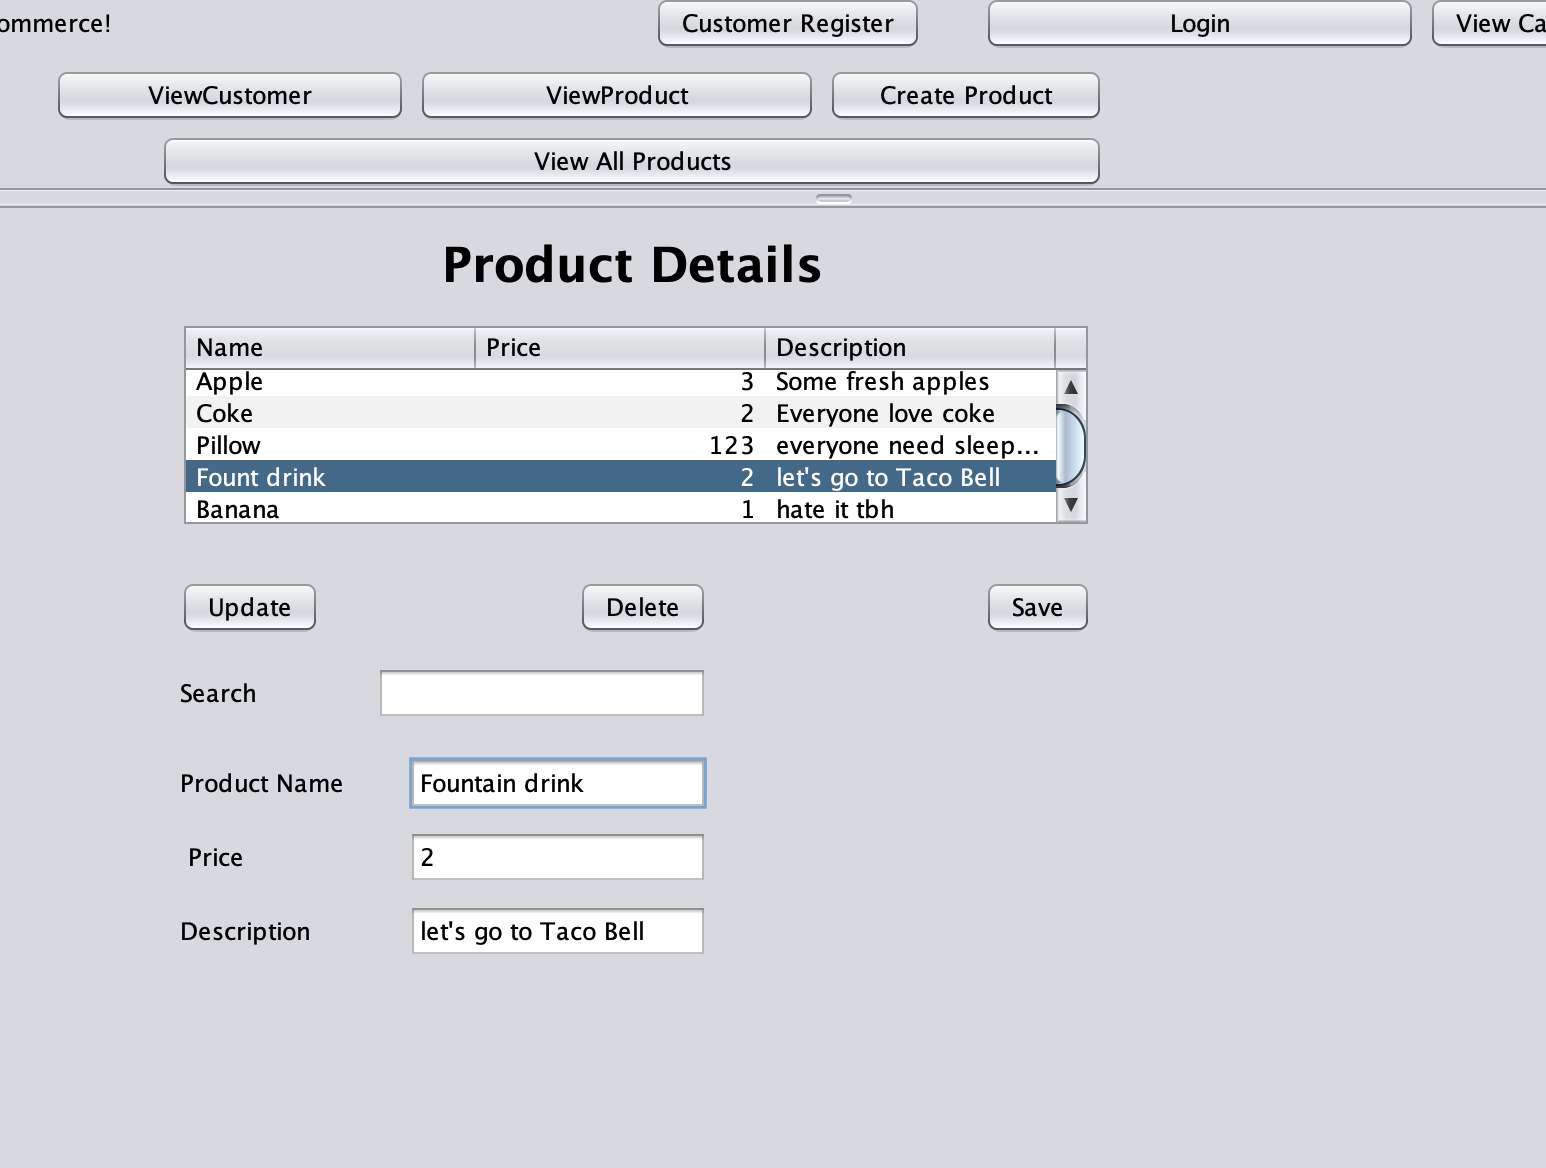 ommerce! Customer Register Login View Ca
ViewCustomer ViewProduct Create Product
View All Products
Product Details
Name Price Description
Apple 3 Some fresh apples
Coke 2 Everyone love coke
Pillow 123 everyone need sleep...
Fount drink 2 let's go to Taco Bell
Banana 1 hate it tbh
Update Delete Save
Search
Product Name Fountain drink
Price 2
Description let's go to Taco Bell